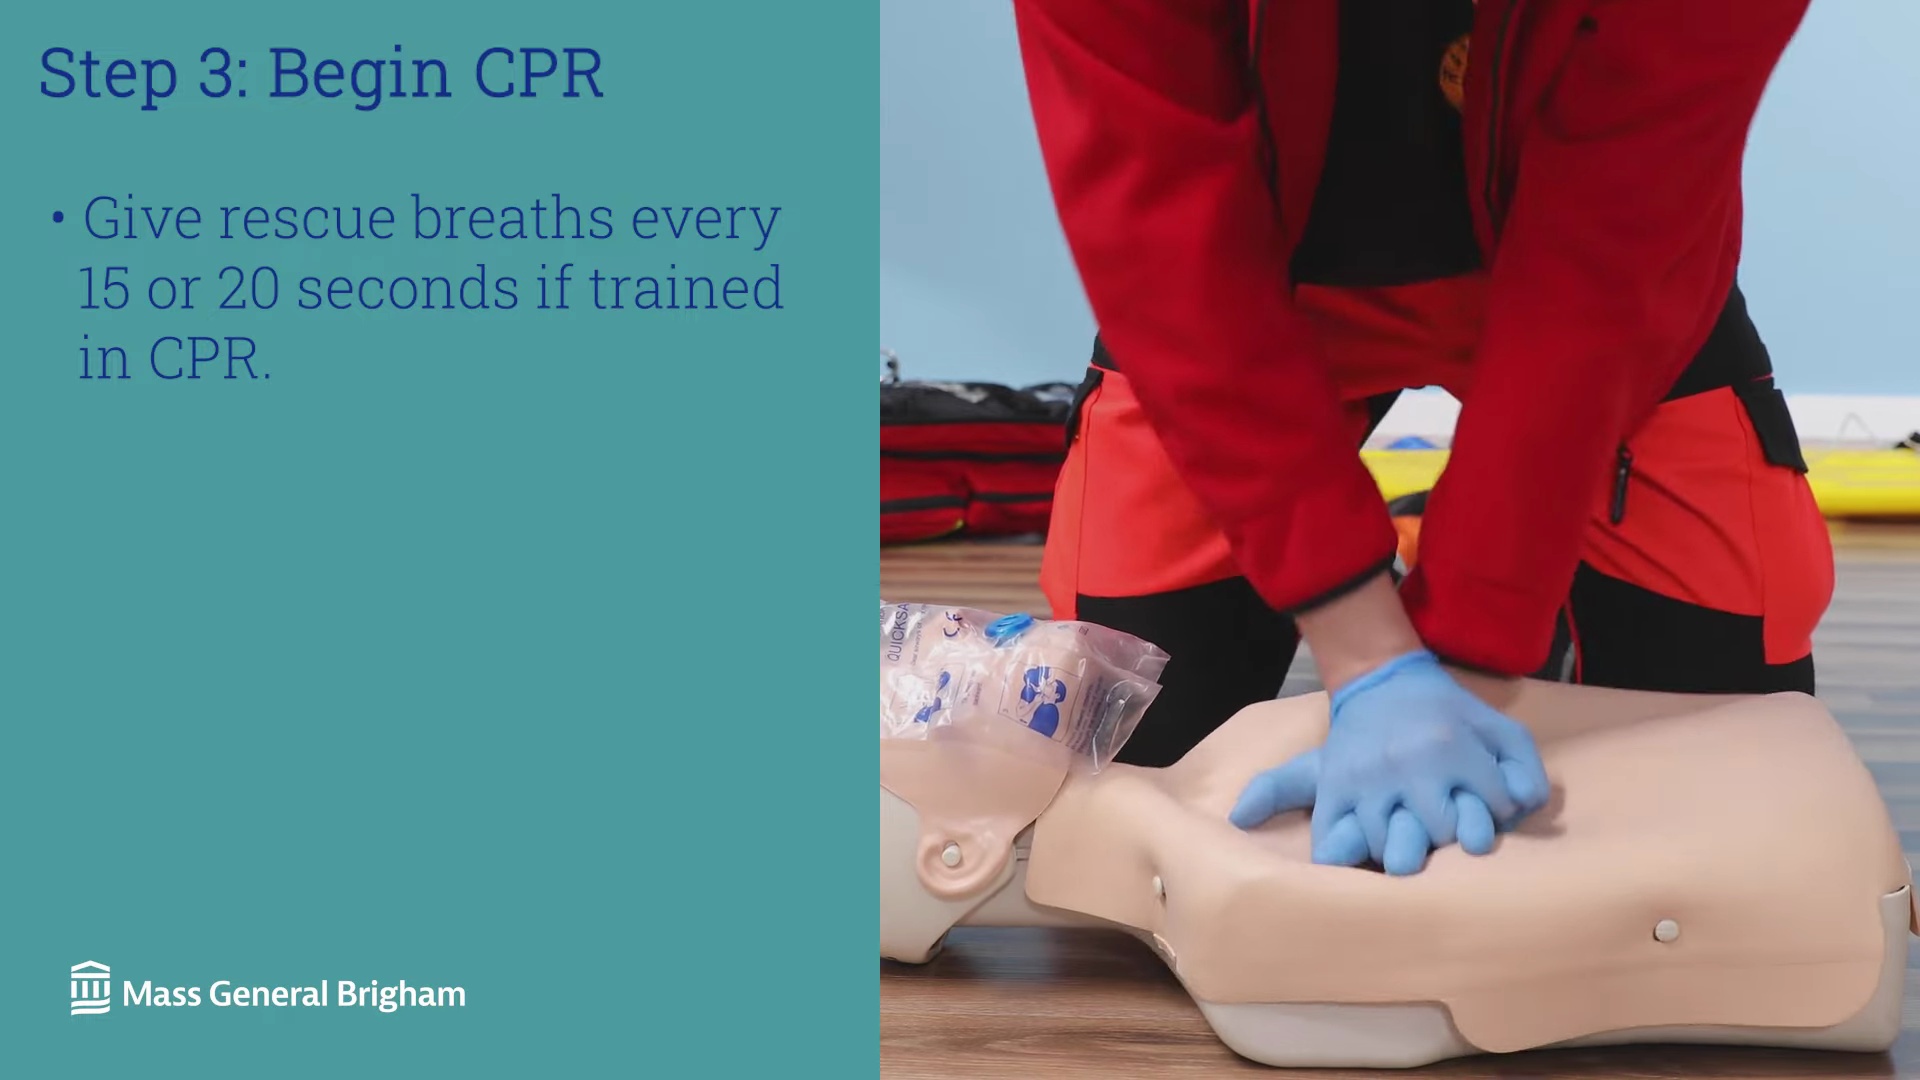 Step 3: Begin CPR
• Give rescue breaths every
15 or 20 seconds if trained
in CPR.
QUICKSA
Mass General Brigham